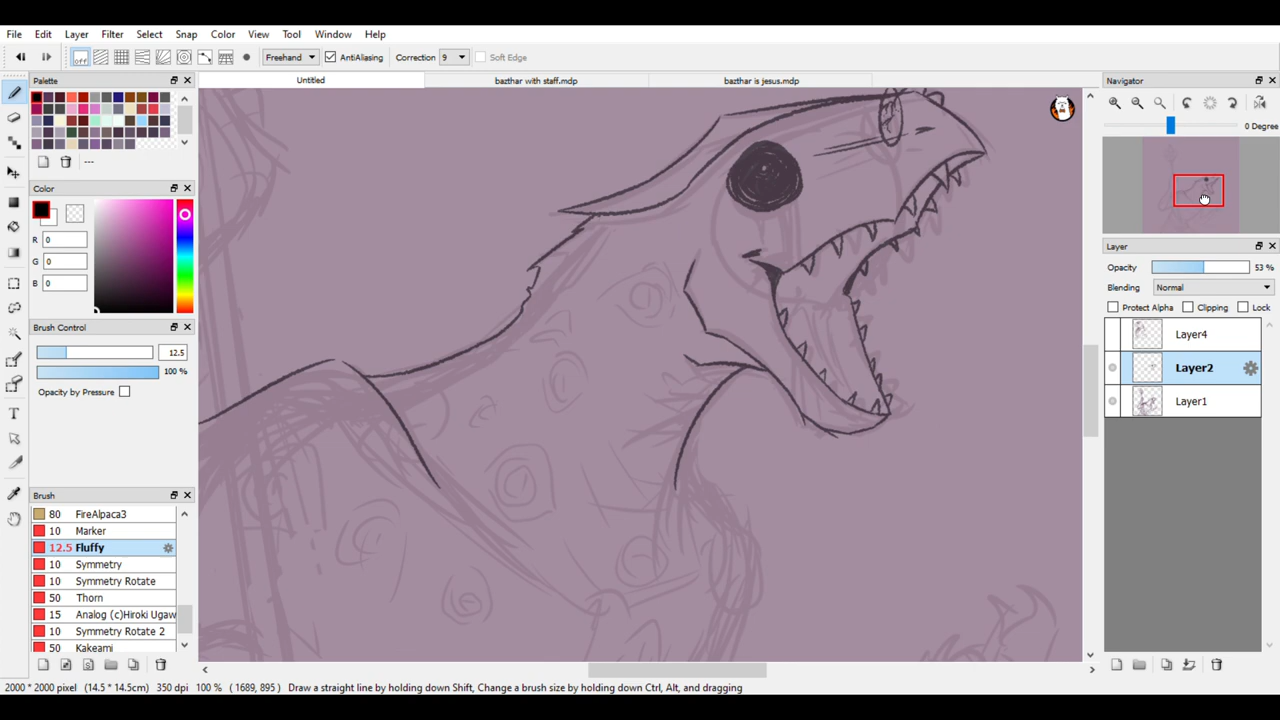 File Edit Layer Filter Select Snap Color View Tool Window Help
off Freehand AntiAliasing Correction 9 Soft Edge
Palette
Untitled bazthar with staff.mdp bazthar is jesus.mdp
Navigator
0 Degree
---
Color
R 0
G 0
B 0
Brush Control
12.5
100 %
Opacity by Pressure
Layer
Opacity 53 %
Blending Normal
Protect Alpha Clipping Lock
Layer4
Layer2
Layer1
Brush
80 FireAlpaca3
10 Marker
12.5 Fluffy
10 Symmetry
10 Symmetry Rotate
50 Thorn
15 Analog (c)Hiroki Ugaw
10 Symmetry Rotate 2
50 Kakeami
2000 * 2000 pixel (14.5 * 14.5cm) 350 dpi 100 % ( 1689, 895 ) Draw a straight line by holding down Shift, Change a brush size by holding down Ctrl, Alt, and dragging